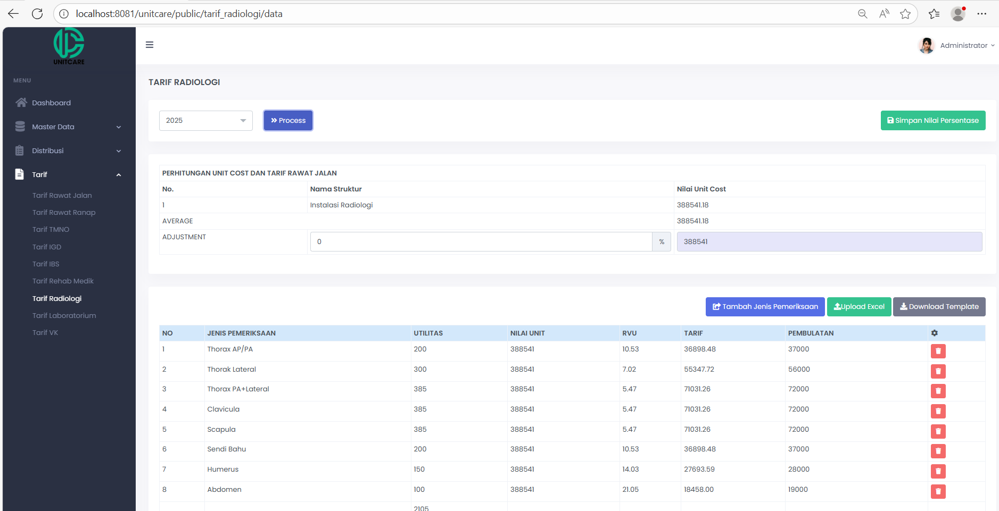 localhost:8081/unitcare/public/tarif_radiologi/data
UNITCARE
Administrator
MENU
Dashboard
Master Data
Distribusi
Tarif
Tarif Rawat Jalan
Tarif Rawat Ranap
Tarif TMNO
Tarif IGD
Tarif IBS
Tarif Rehab Medik
Tarif Radiologi
Tarif Laboratorium
Tarif VK
TARIF RADIOLOGI
2025 Process Simpan Nilai Persentase
PERHITUNGAN UNIT COST DAN TARIF RAWAT JALAN
No. Nama Struktur Nilai Unit Cost
1 Instalasi Radiologi 388541.18
AVERAGE 388541.18
ADJUSTMENT 0 % 388541
Tambah Jenis Pemeriksaan Upload Excel Download Template
NO JENIS PEMERIKSAAN UTILITAS NILAI UNIT RVU TARIF PEMBULATAN
1 Thorax AP/PA 200 388541 10.53 36898.48 37000
2 Thorak Lateral 300 388541 7.02 55347.72 56000
3 Thorax PA+Lateral 385 388541 5.47 71031.26 72000
4 Clavicula 385 388541 5.47 71031.26 72000
5 Scapula 385 388541 5.47 71031.26 72000
6 Sendi Bahu 200 388541 10.53 36898.48 37000
7 Humerus 150 388541 14.03 27693.59 28000
8 Abdomen 100 388541 21.05 18458.00 19000
2105